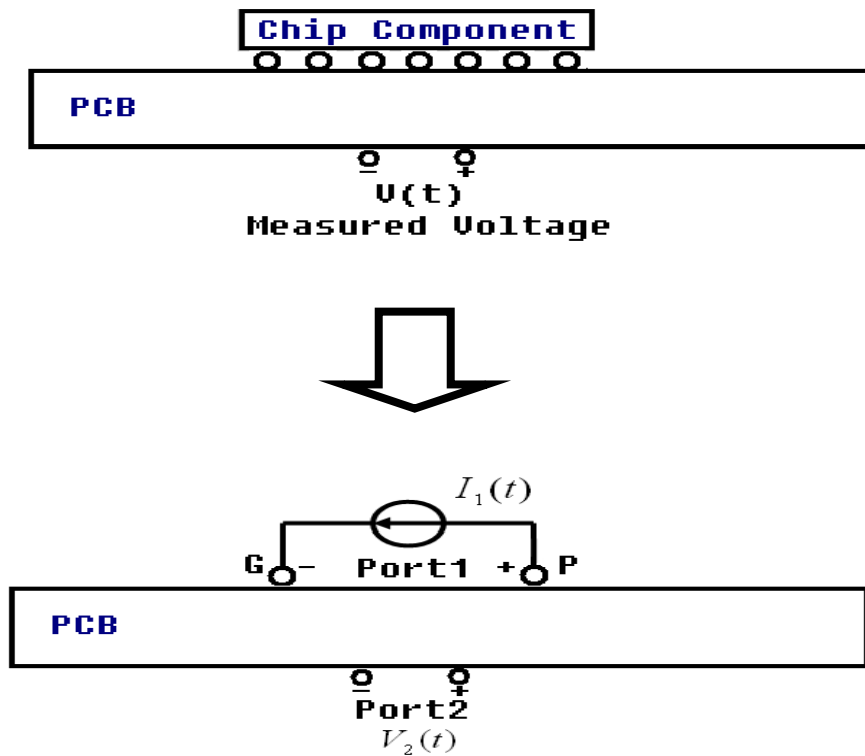 Chip Component
PCB
- +
V(t)
Measured Voltage
I₁(t)
G - Port1 + P
PCB
- +
Port2
V₂(t)